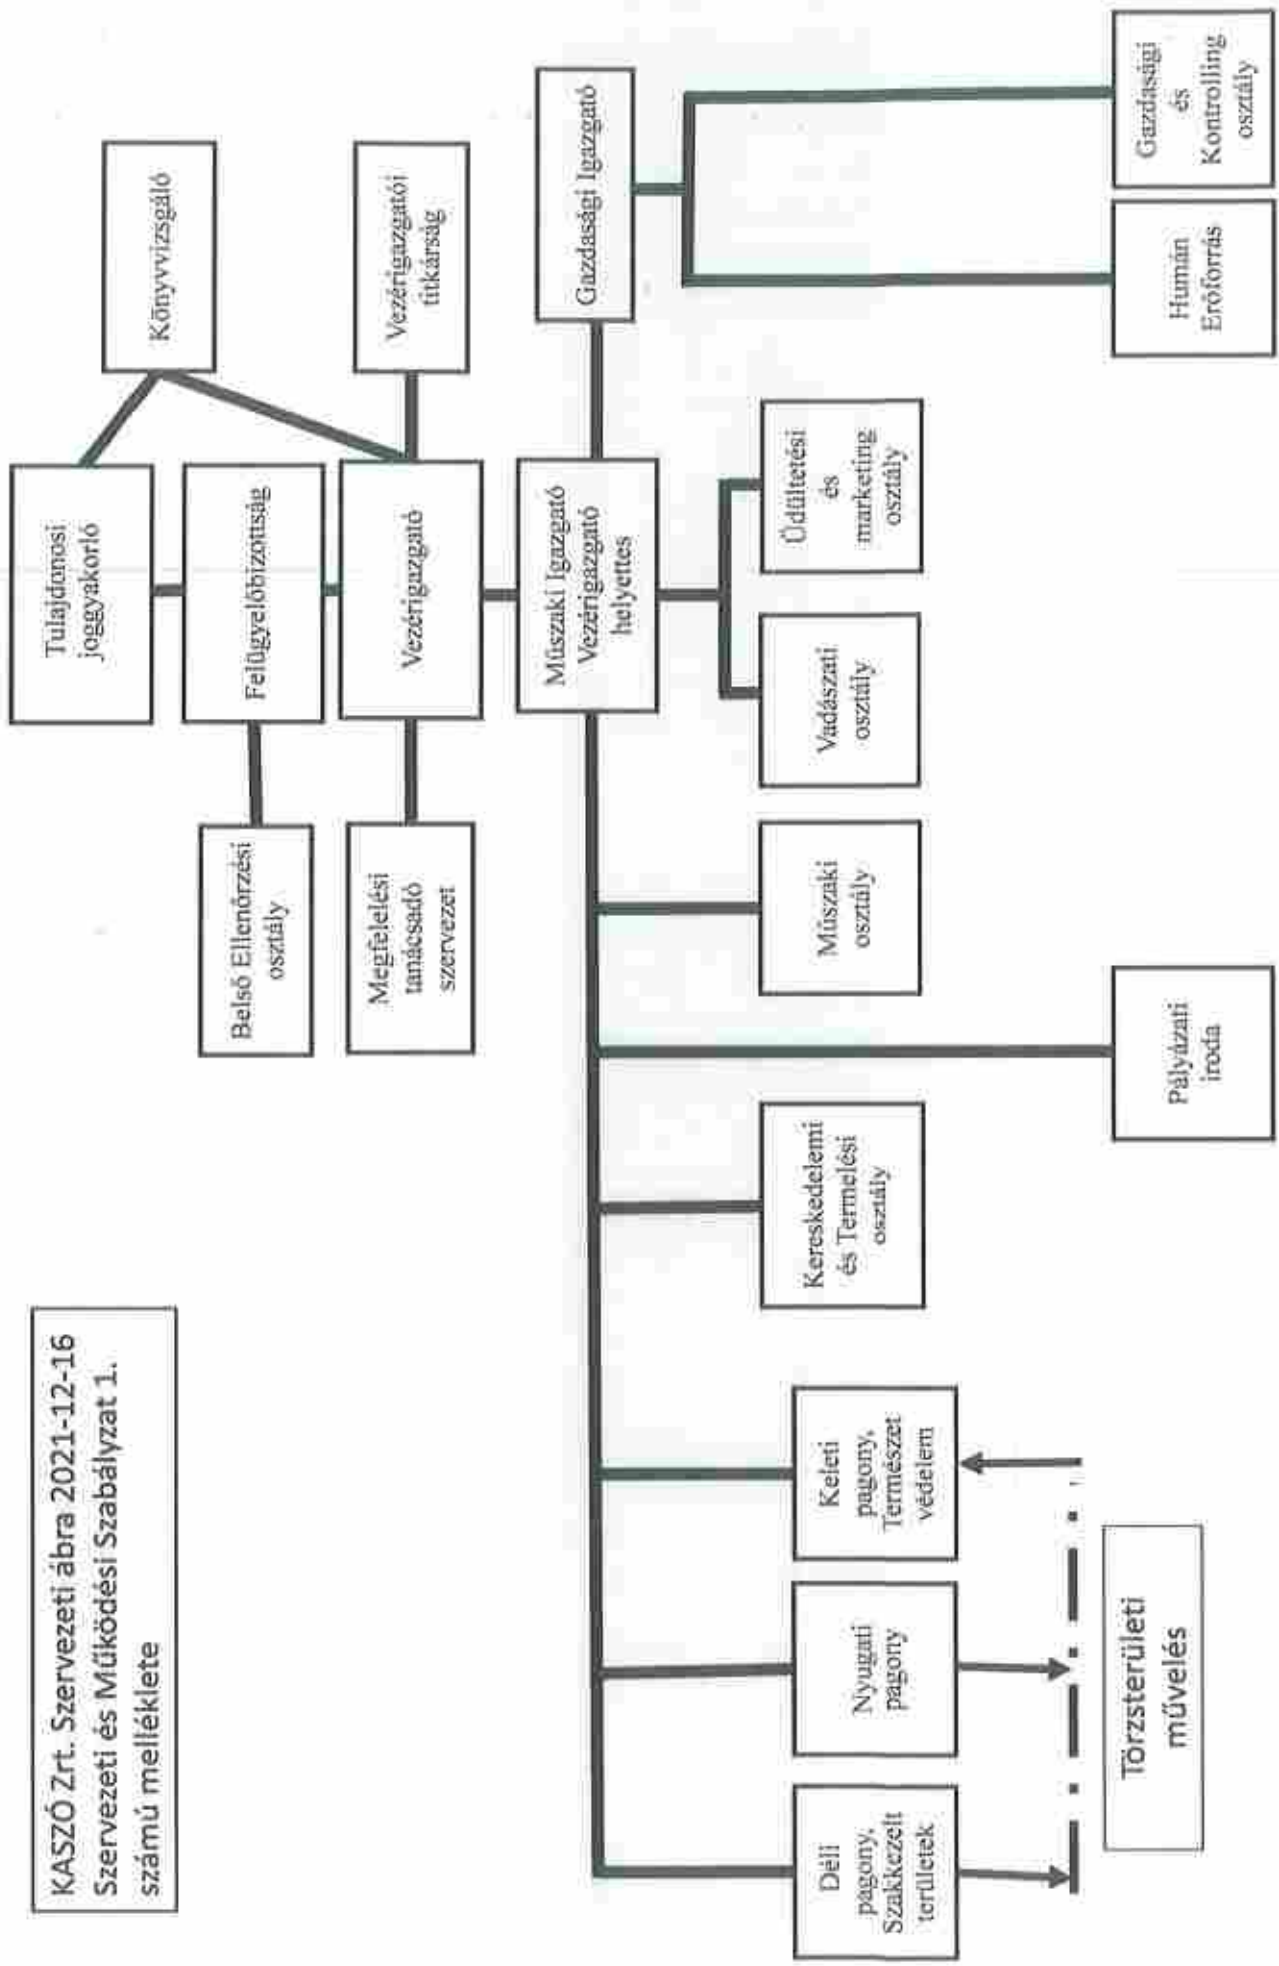 KASZÓ Zrt. Szervezeti ábra 2021-12-16
Szervezeti és Működési Szabályzat 1.
számú melléklete
Tulajdonosi
joggyakorló
Könyvvizsgáló
Belső Ellenőrzési
osztály
Felügyelőbizottság
Megfelelési
tanácsadó
szervezet
Vezérigazgató
Vezérigazgatói
titkárság
Műszaki Igazgató
Vezérigazgató
helyettes
Gazdasági Igazgató
Déli
pagony,
Szakkezelt
területek
Nyugati
pagony
Keleti
pagony,
Természet
védelem
Kereskedelemi
és Termelési
osztály
Műszaki
osztály
Vadászati
osztály
Üdültetési
és
marketing
osztály
Törzsterületi
művelés
Pályázati
iroda
Humán
Erőforrás
Gazdasági
és
Kontrolling
osztály